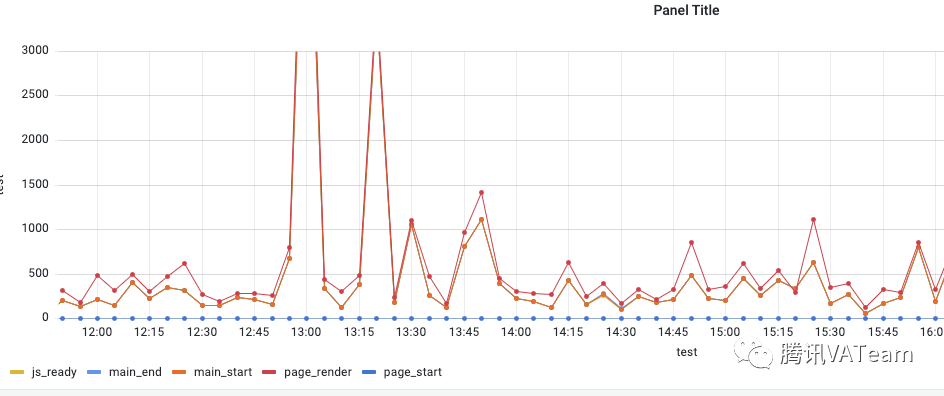 Panel Title
3000
2500
2000
1500
1000
500
0
test
12:00 12:15 12:30 12:45 13:00 13:15 13:30 13:45 14:00 14:15 14:30 14:45 15:00 15:15 15:30 15:45 16:0
test
腾讯VATeam
js_ready main_end main_start page_render page_start